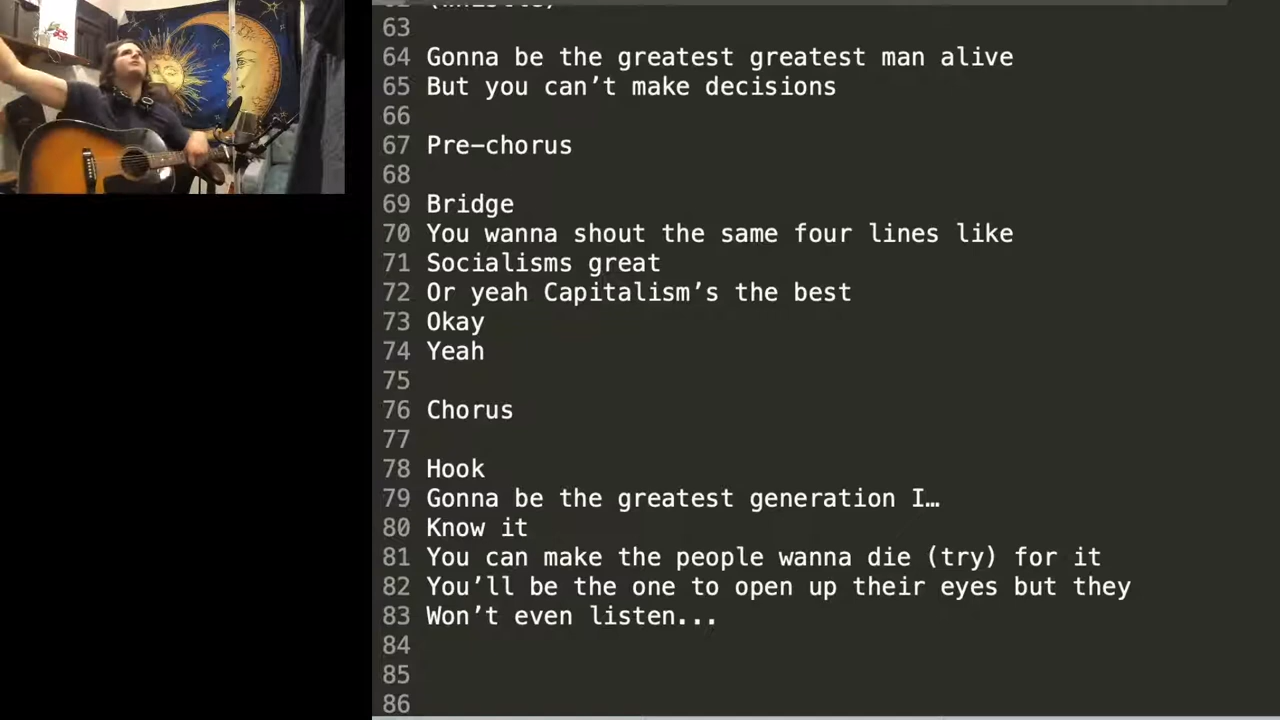 63
64 Gonna be the greatest greatest man alive
65 But you can’t make decisions
66
67 Pre-chorus
68
69 Bridge
70 You wanna shout the same four lines like
71 Socialisms great
72 Or yeah Capitalism’s the best
73 Okay
74 Yeah
75
76 Chorus
77
78 Hook
79 Gonna be the greatest generation I…
80 Know it
81 You can make the people wanna die (try) for it
82 You’ll be the one to open up their eyes but they
83 Won’t even listen...
84
85
86